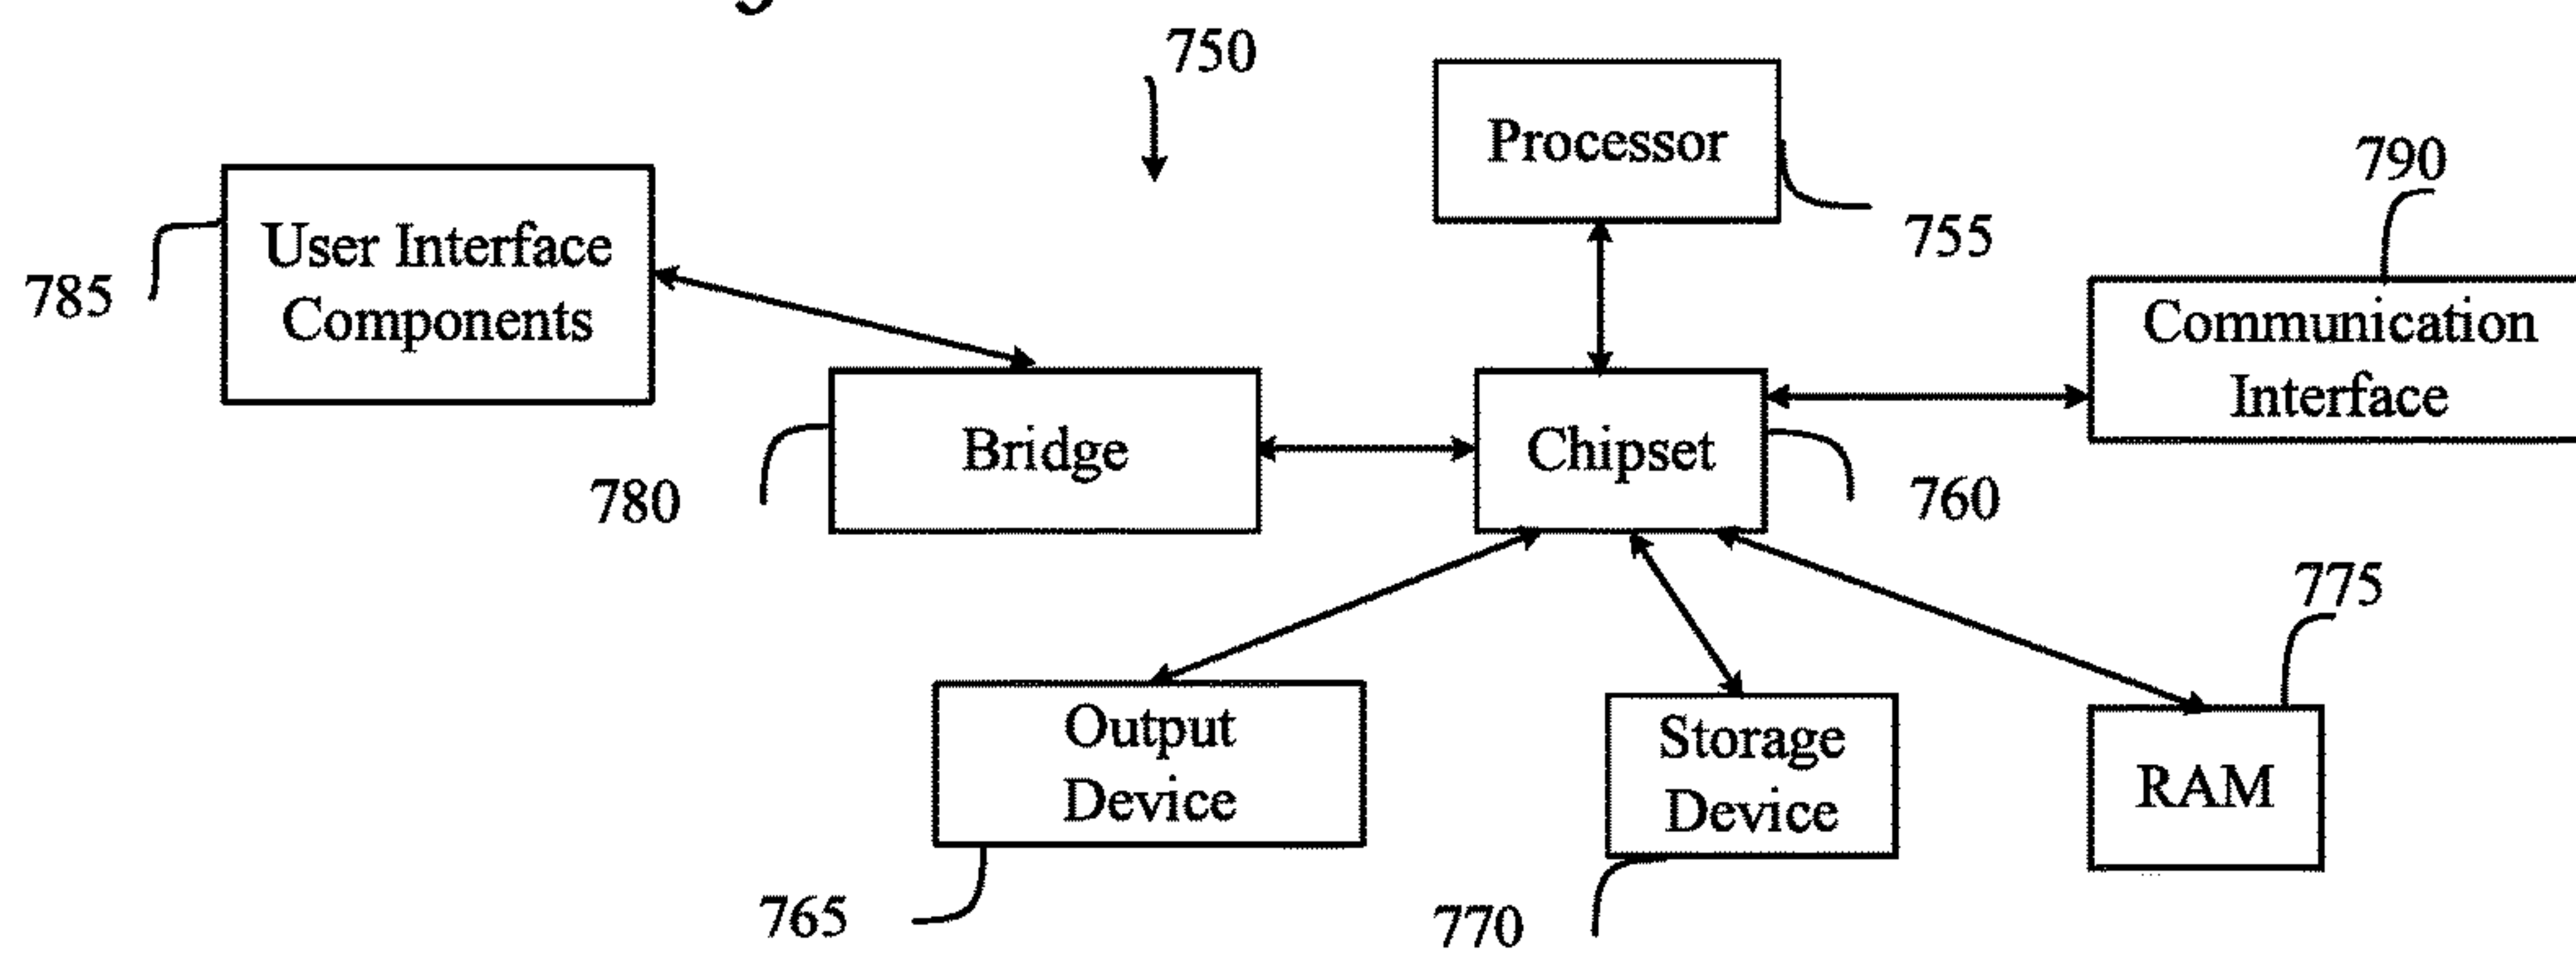 750
Processor
790
User Interface
Components
755
785
Communication
Interface
Bridge
Chipset
780
760
775
Output
Device
Storage
Device
RAM
765
770